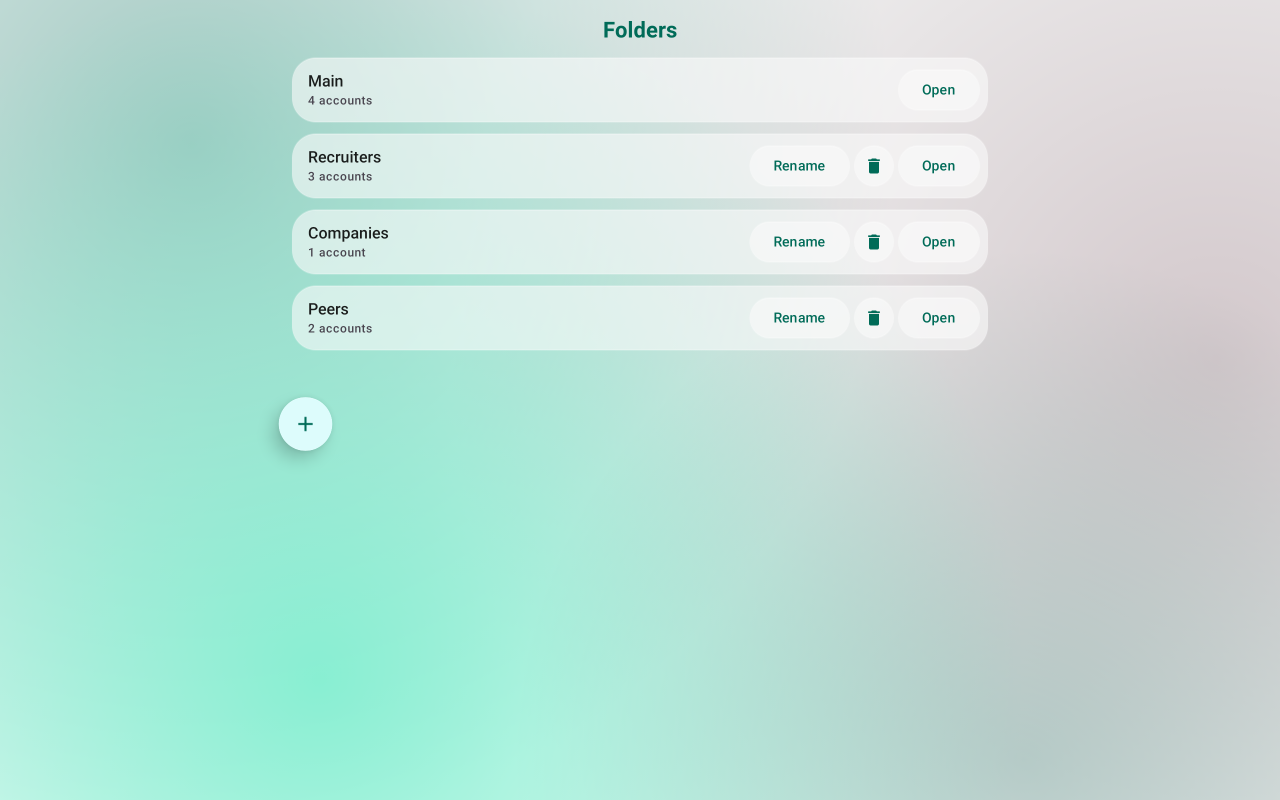 Folders
Main
4 accounts
Open
Recruiters
3 accounts
Rename
Open
Companies
1 account
Rename
Open
Peers
2 accounts
Rename
Open